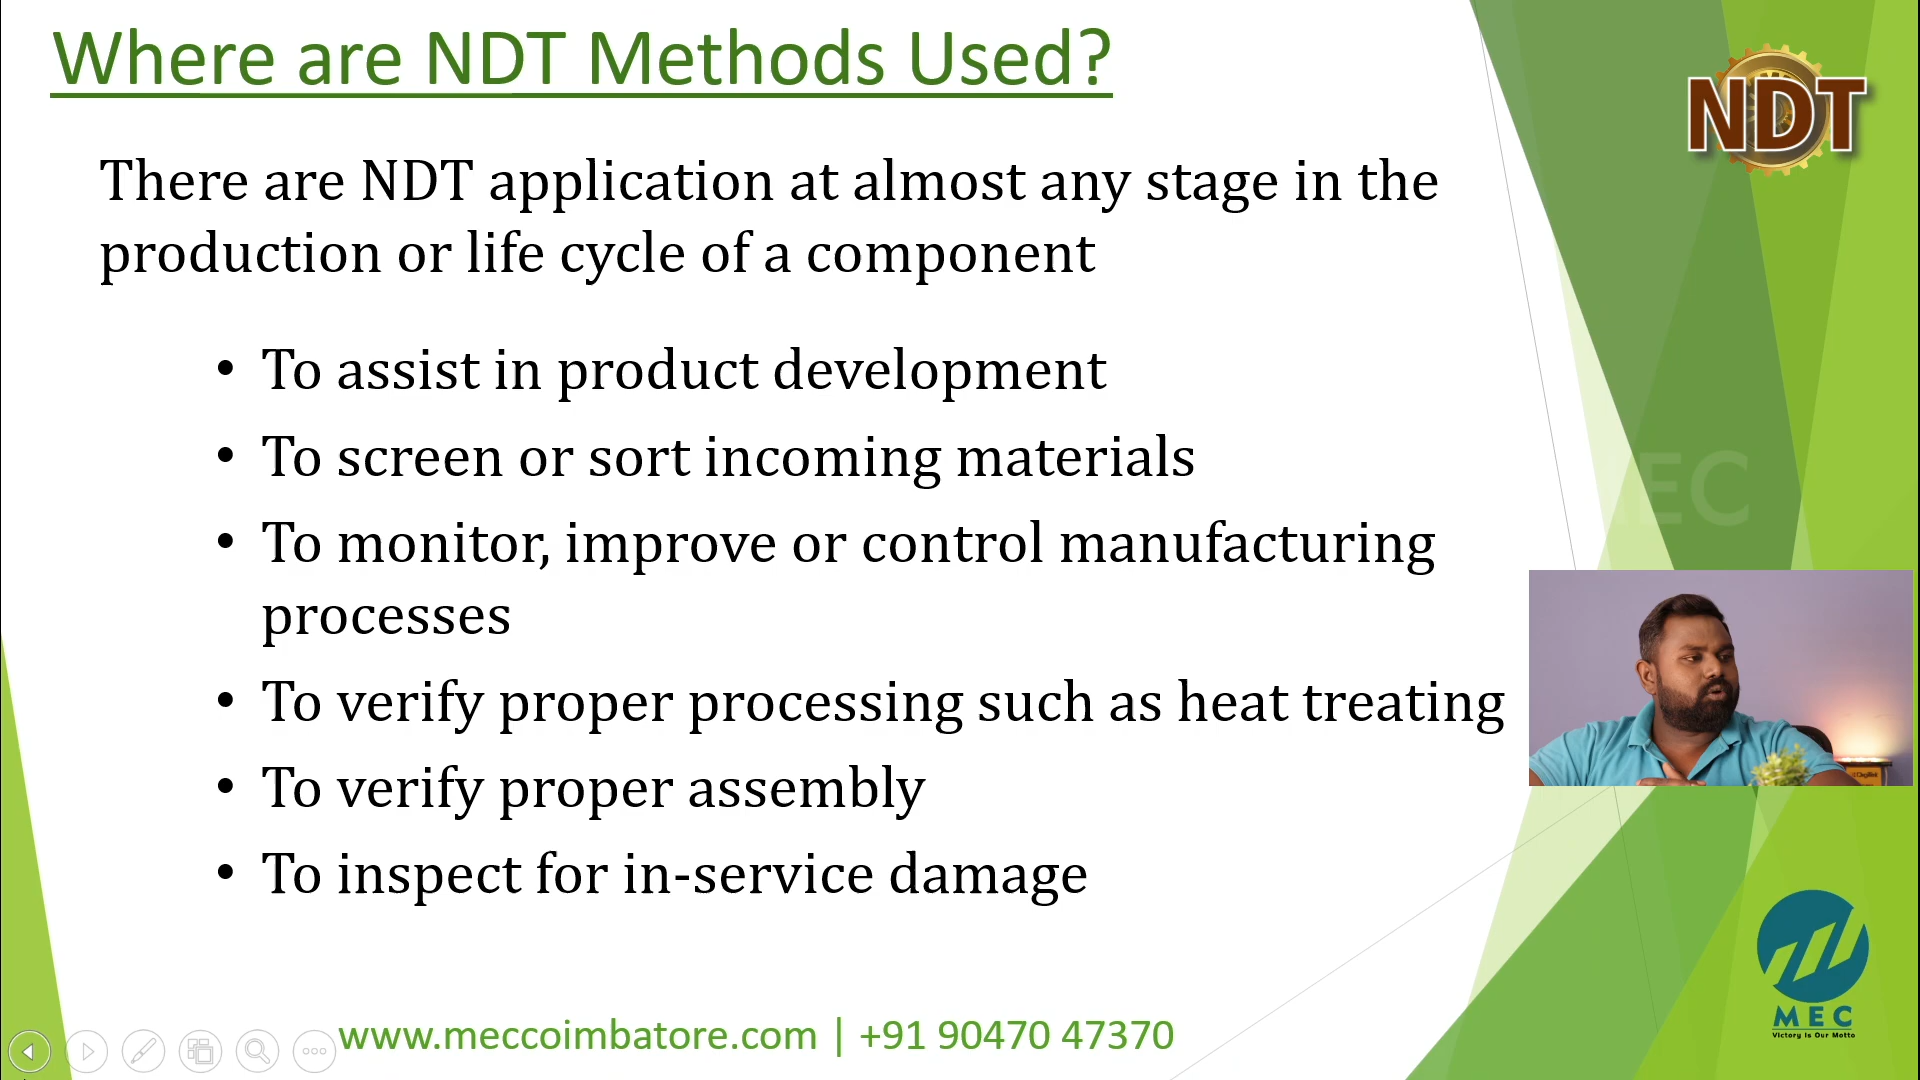 Where are NDT Methods Used?
NDT
There are NDT application at almost any stage in the
production or life cycle of a component
• To assist in product development
• To screen or sort incoming materials
• To monitor, improve or control manufacturing
processes
• To verify proper processing such as heat treating
• To verify proper assembly
• To inspect for in-service damage
MEC
Victory Is Our Motto
www.meccoimbatore.com | +91 90470 47370